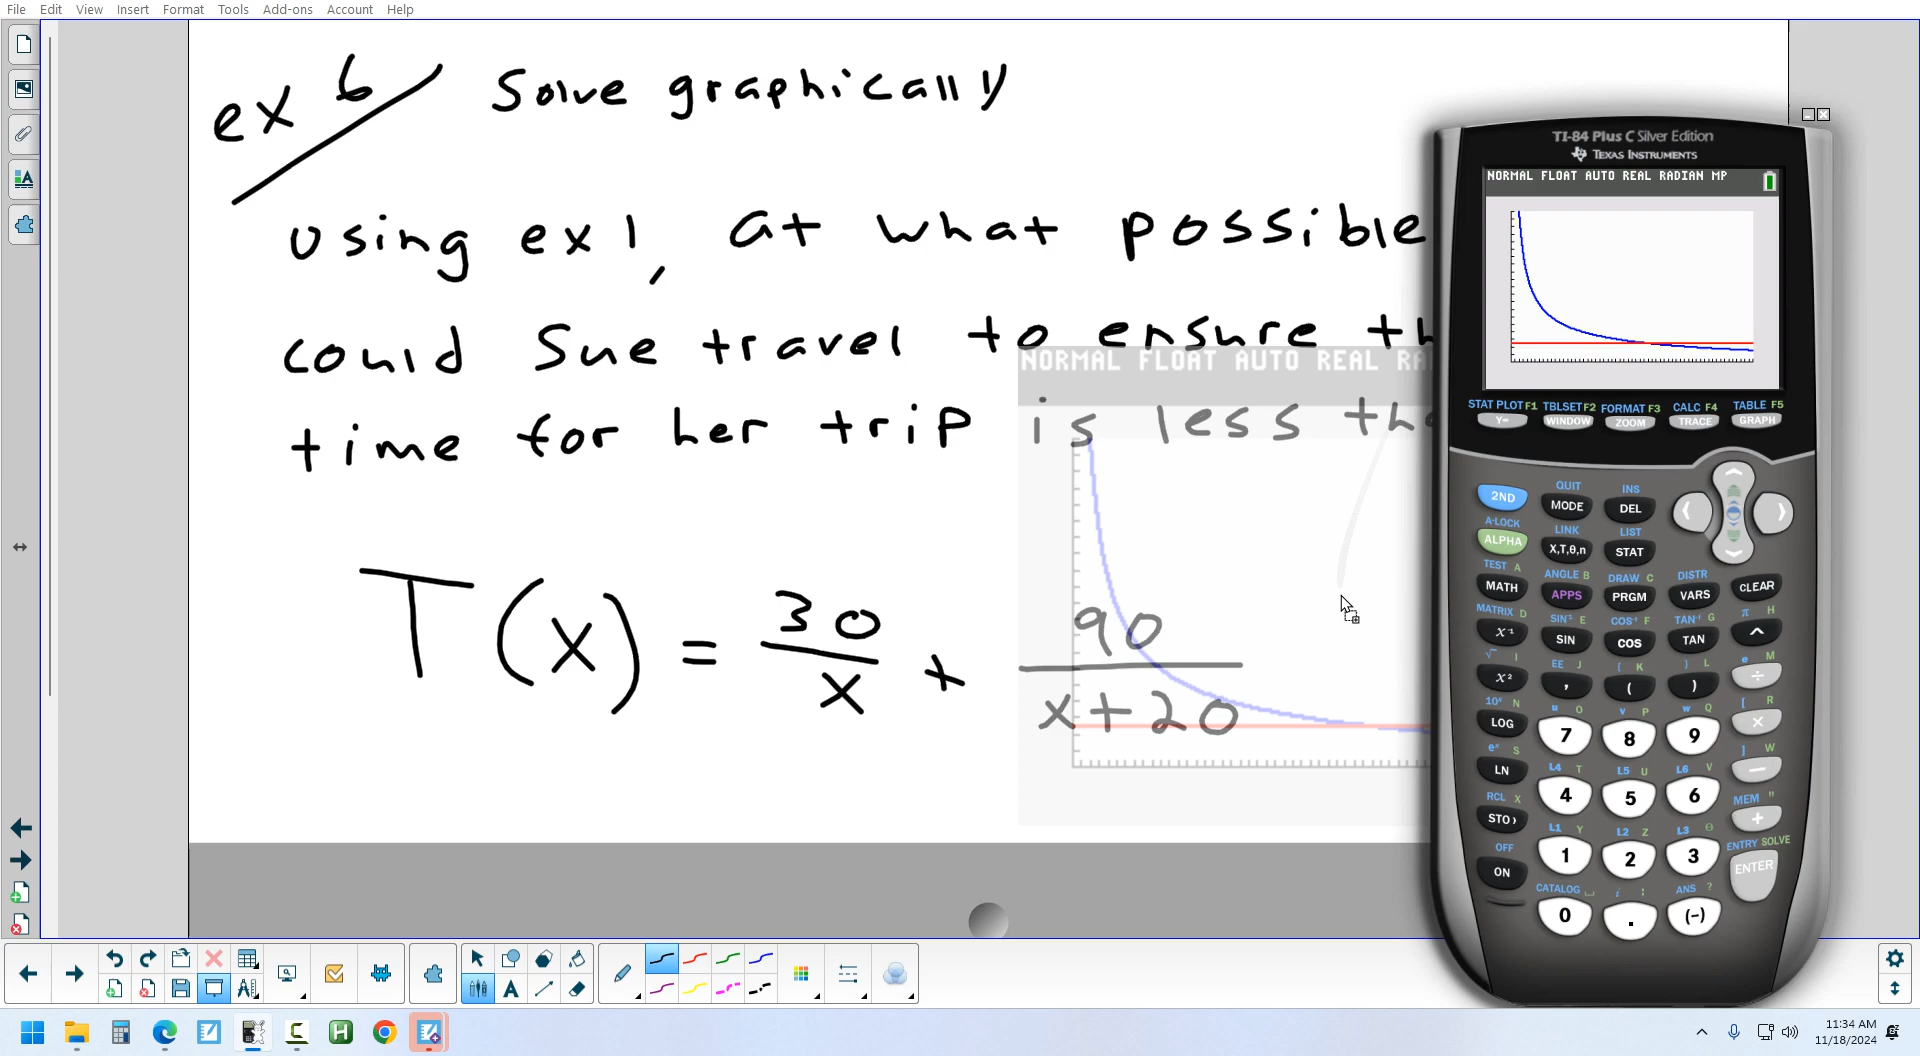 File Edit View Insert Format Tools Add-ons Account Help
ex 6 Solve graphically
Using ex 1, at what possible
could Sue travel to ensure th
time for her trip is less tha
T(x) = 30/x + 90/(x+20)
NORMAL FLOAT AUTO REAL RA
TI-84 Plus C Silver Edition
TEXAS INSTRUMENTS
NORMAL FLOAT AUTO REAL RADIAN MP
STAT PLOT F1 TBLSET F2 FORMAT F3 CALC F4 TABLE F5
Y= WINDOW ZOOM TRACE GRAPH
QUIT INS
2ND MODE DEL
A-LOCK LINK LIST
ALPHA X,T,θ,n STAT
TEST A ANGLE B DRAW C DISTR
MATH APPS PRGM VARS CLEAR
MATRIX D SIN⁻¹ E COS⁻¹ F TAN⁻¹ G π H
x⁻¹ SIN COS TAN ^
√ I EE J { K } L e M
x² , ( ) ÷
10ˣ N u O v P w Q [ R
LOG 7 8 9 ×
eˣ S L4 T L5 U L6 V ] W
LN 4 5 6 −
RCL X L1 Y L2 Z L3 θ MEM "
STO› 1 2 3 +
OFF CATALOG ⎵ i : ANS ? ENTRY SOLVE
ON 0 . (-) ENTER
11:34 AM
11/18/2024